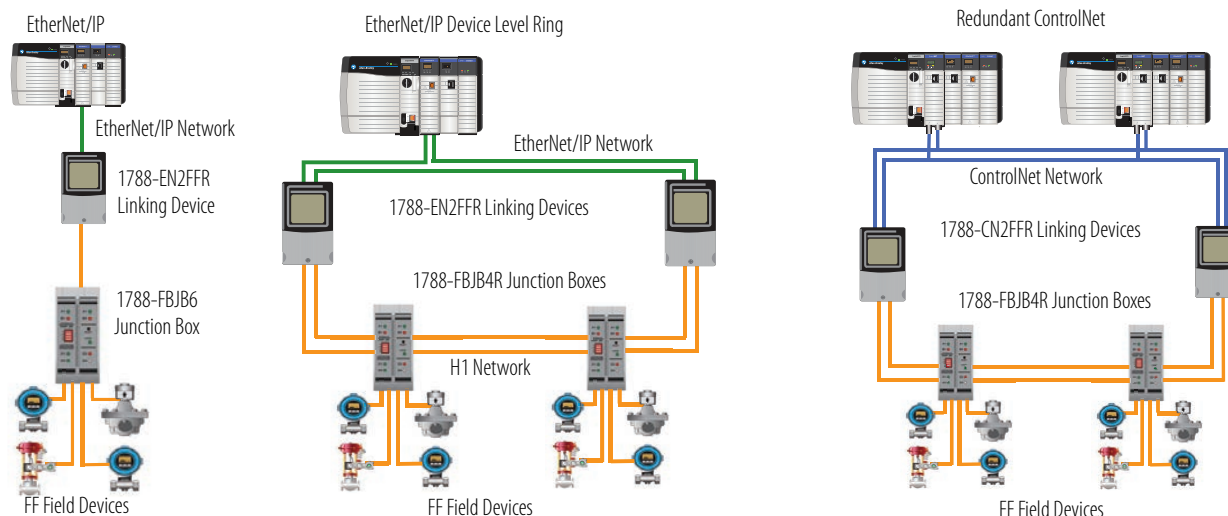 EtherNet/IP
EtherNet/IP Network
1788-EN2FFR
Linking Device
1788-FBJB6
Junction Box
FF Field Devices
EtherNet/IP Device Level Ring
EtherNet/IP Network
1788-EN2FFR Linking Devices
1788-FBJB4R Junction Boxes
H1 Network
FF Field Devices
Redundant ControlNet
ControlNet Network
1788-CN2FFR Linking Devices
1788-FBJB4R Junction Boxes
FF Field Devices